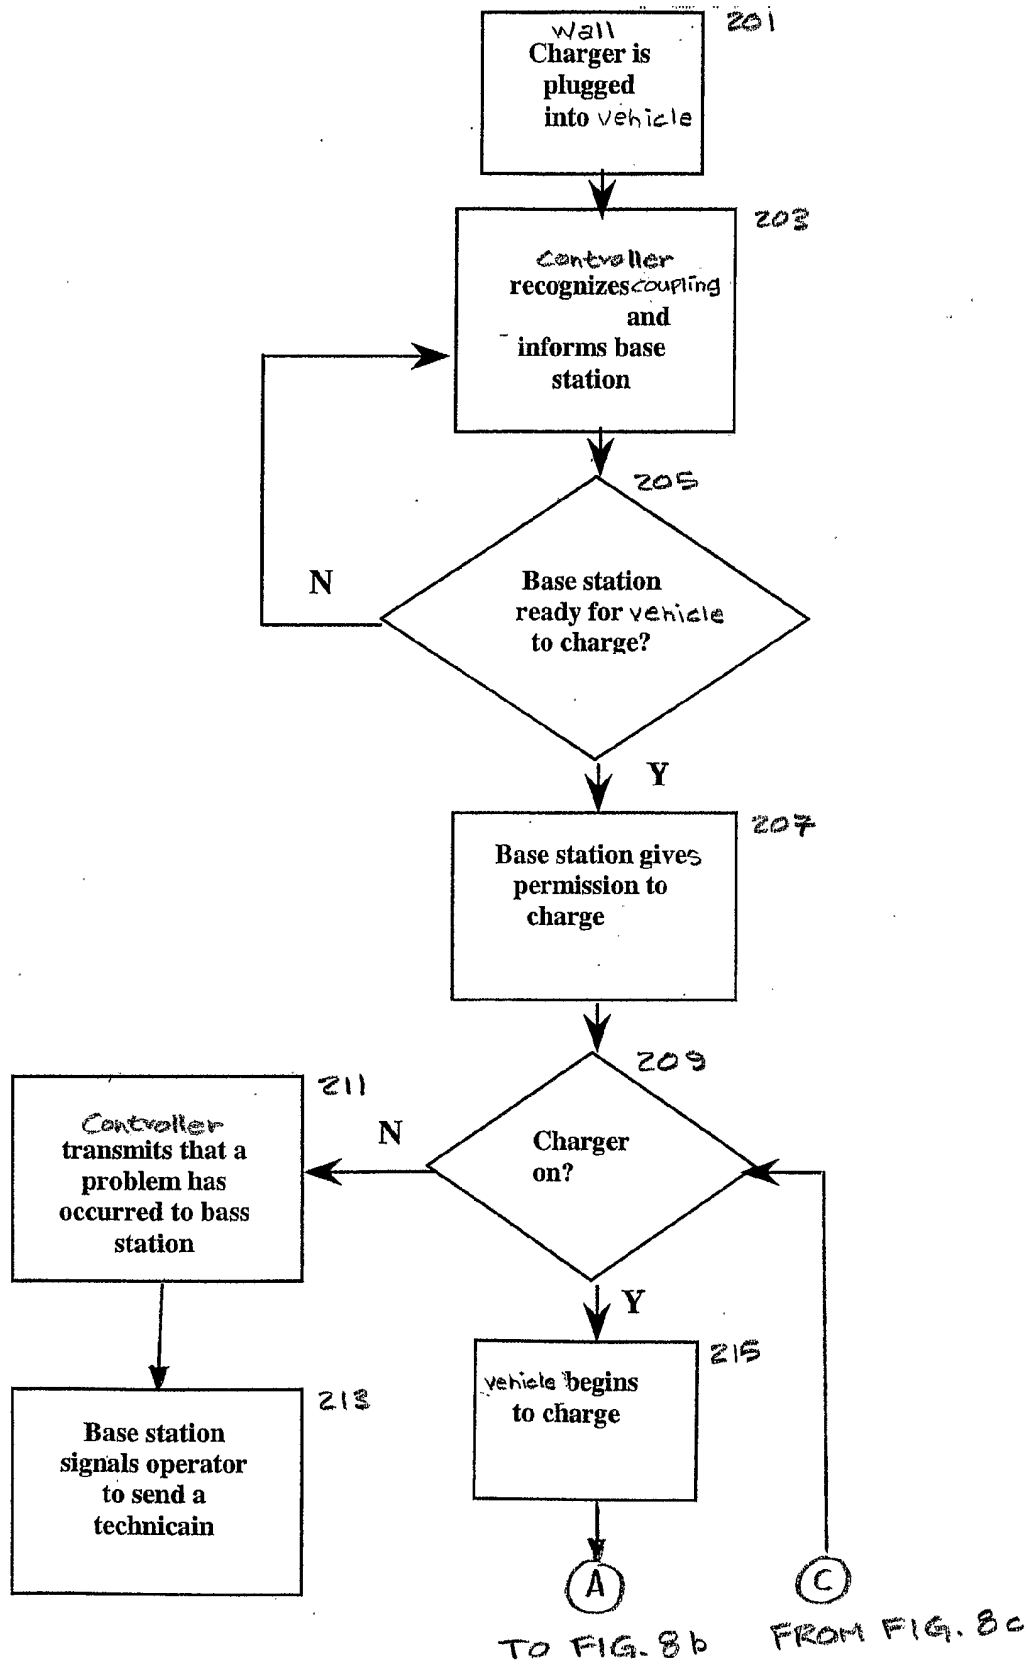 201
Wall
Charger is
plugged
into vehicle
203
Controller
recognizes coupling
and
informs base
station
205
N
Base station
ready for vehicle
to charge?
Y
207
Base station gives
permission to
charge
209
211
Controller
transmits that a
problem has
occurred to bass
station
N
Charger
on?
Y
215
vehicle begins
to charge
213
Base station
signals operator
to send a
technicain
A
C
TO FIG. 8b
FROM FIG. 8c